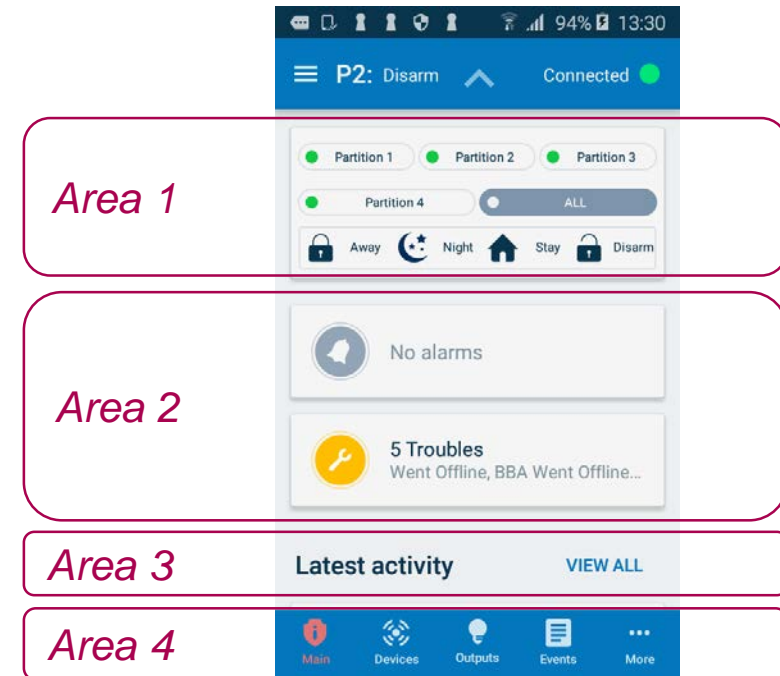 94% 13:30
P2: Disarm Connected
Area 1
Partition 1 Partition 2 Partition 3
Partition 4 ALL
Away Night Stay Disarm
Area 2
No alarms
5 Troubles
Went Offline, BBA Went Offline...
Area 3
Latest activity VIEW ALL
Area 4
Main Devices Outputs Events More